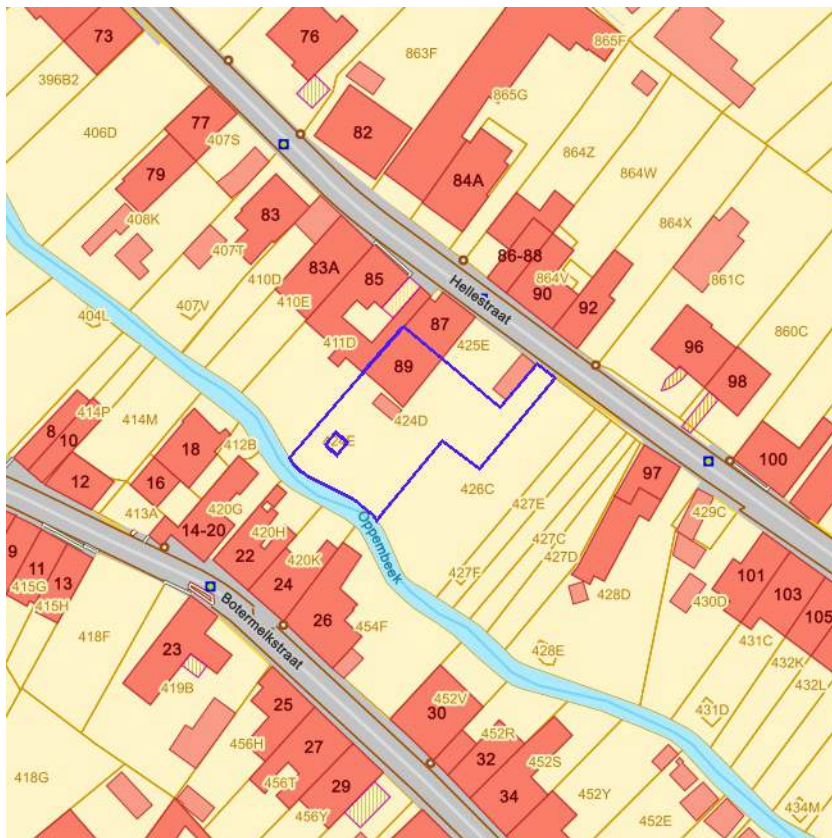 73
76
863F
865F
396B2
865G
406D
77
407S
82
864Z
79
84A
864W
408K
83
864X
407T
86-88
83A
85
410D
864V
861C
90
404L
407V
410E
92
Hellestraat
87
860C
411D
425E
96
89
98
414P
414M
424D
8
10
18
412B
424E
426C
100
12
16
97
420G
427E
413A
429C
14-20
420H
Oppembeek
427C
9
11
13
22
420K
427D
415G
24
427F
101
415H
428D
430D
103
Botermelkstraat
26
105
418F
454F
431C
23
428E
432K
419B
432L
452V
25
30
431D
456H
452R
27
32
452S
418G
456T
29
34
452Y
456Y
452E
434M